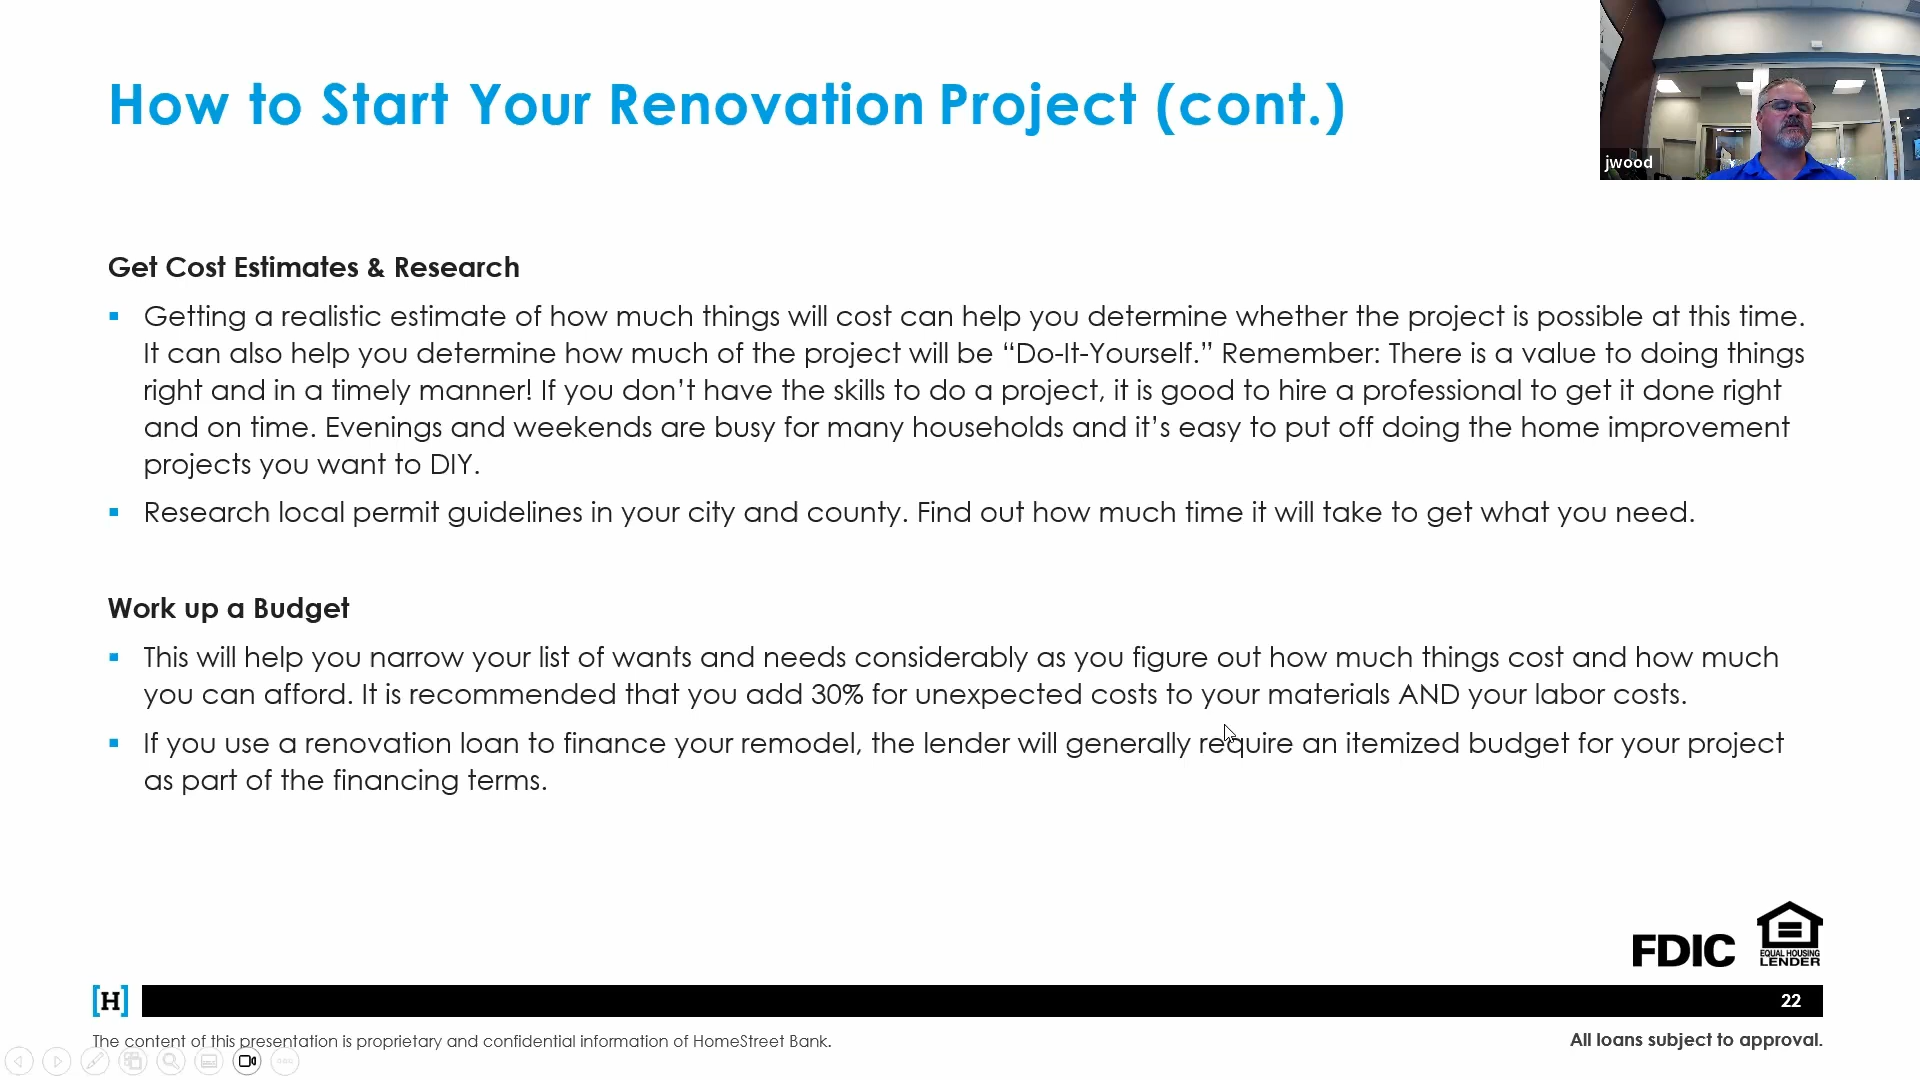 How to Start Your Renovation Project (cont.)
jwood
Get Cost Estimates & Research
▪ Getting a realistic estimate of how much things will cost can help you determine whether the project is possible at this time.
It can also help you determine how much of the project will be “Do-It-Yourself.” Remember: There is a value to doing things
right and in a timely manner! If you don’t have the skills to do a project, it is good to hire a professional to get it done right
and on time. Evenings and weekends are busy for many households and it’s easy to put off doing the home improvement
projects you want to DIY.
▪ Research local permit guidelines in your city and county. Find out how much time it will take to get what you need.
Work up a Budget
▪ This will help you narrow your list of wants and needs considerably as you figure out how much things cost and how much
you can afford. It is recommended that you add 30% for unexpected costs to your materials AND your labor costs.
▪ If you use a renovation loan to finance your remodel, the lender will generally require an itemized budget for your project
as part of the financing terms.
FDIC
EQUAL HOUSING
LENDER
[H]
22
The content of this presentation is proprietary and confidential information of HomeStreet Bank.
All loans subject to approval.